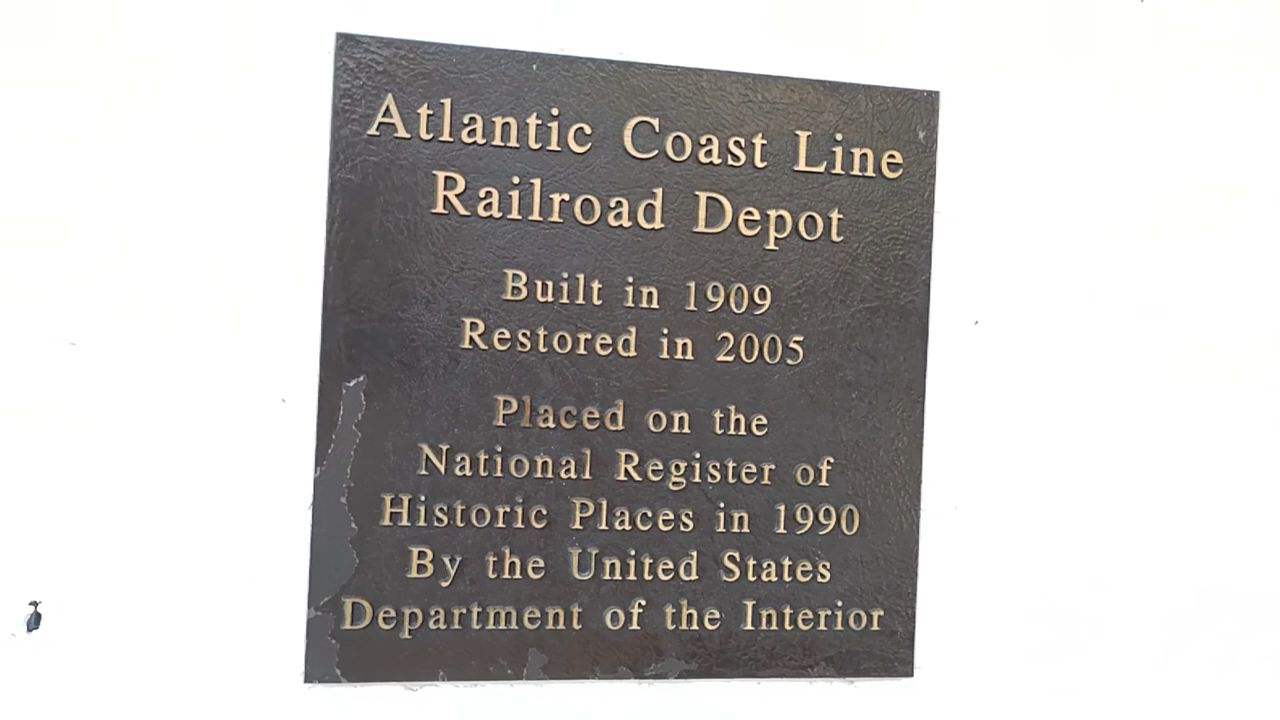 Atlantic Coast Line
Railroad Depot
Built in 1909
Restored in 2005
Placed on the
National Register of
Historic Places in 1990
By the United States
Department of the Interior